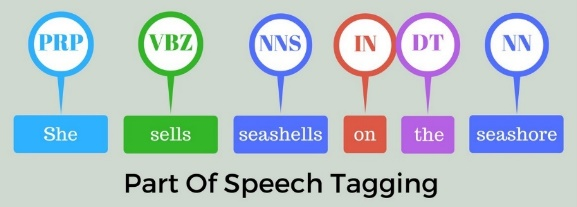 PRP VBZ NNS IN DT NN
She sells seashells on the seashore
Part Of Speech Tagging